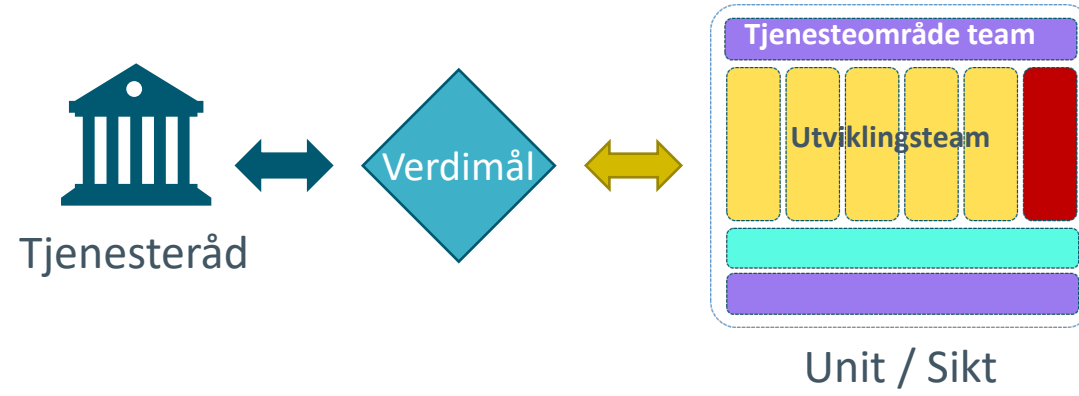 Tjenesteområde team
Utviklingsteam
Verdimål
Tjenesteråd
Unit / Sikt